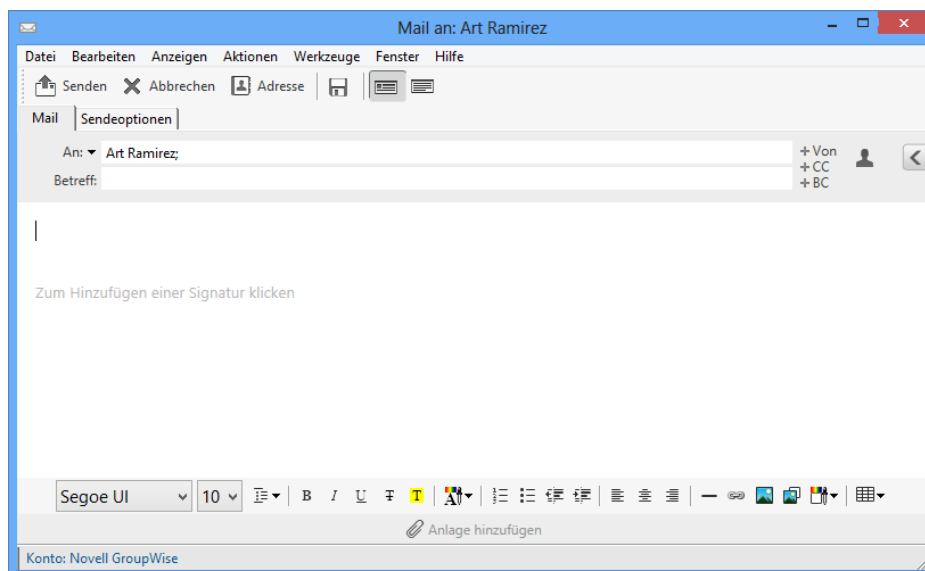 Mail an: Art Ramirez
Datei Bearbeiten Anzeigen Aktionen Werkzeuge Fenster Hilfe
Senden Abbrechen Adresse
Mail Sendeoptionen
An: Art Ramirez; +Von
+CC
Betreff: +BC
Zum Hinzufügen einer Signatur klicken
Segoe UI 10 B I U T T A
Anlage hinzufügen
Konto: Novell GroupWise